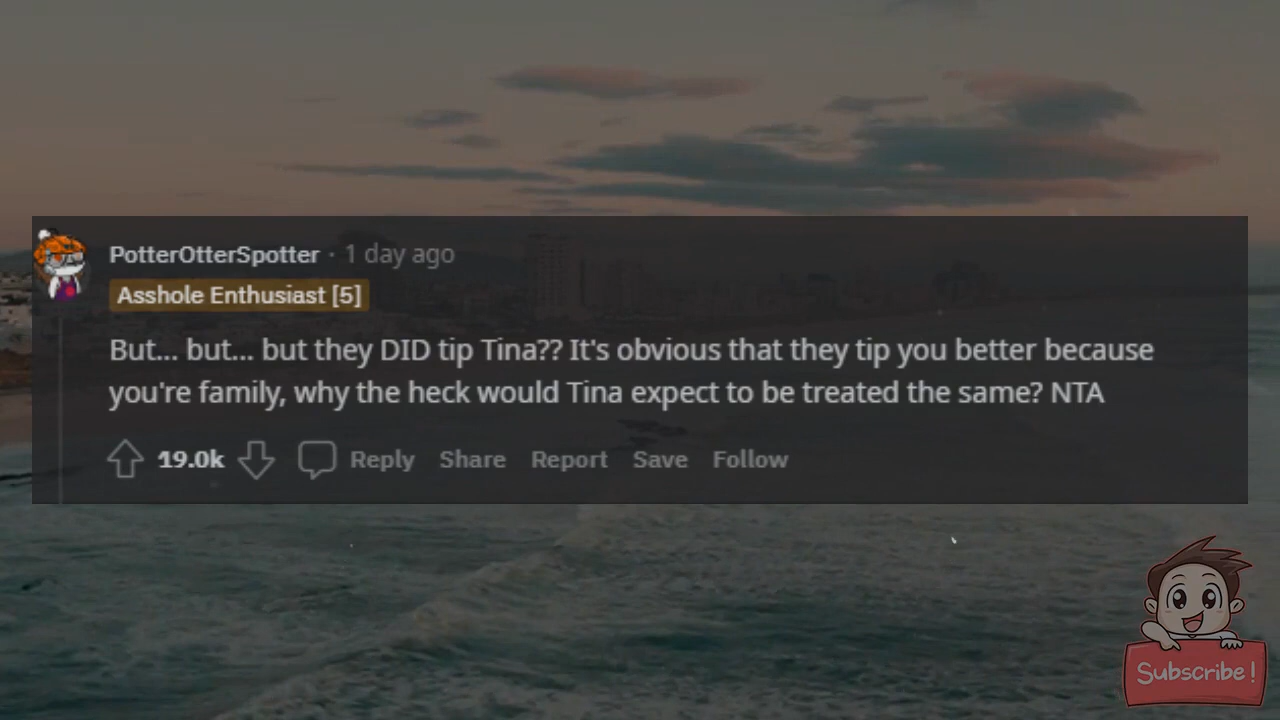 PotterOtterSpotter · 1 day ago
Asshole Enthusiast [5]
But... but... but they DID tip Tina?? It's obvious that they tip you better because
you're family, why the heck would Tina expect to be treated the same? NTA
19.0k Reply Share Report Save Follow
Subscribe!